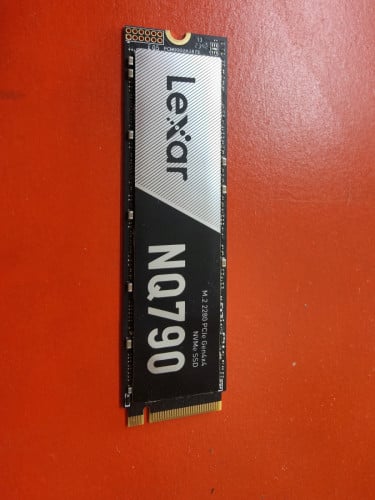 Lexar
NQ790
M.2 2280 PCIe Gen4x4
NVMe SSD